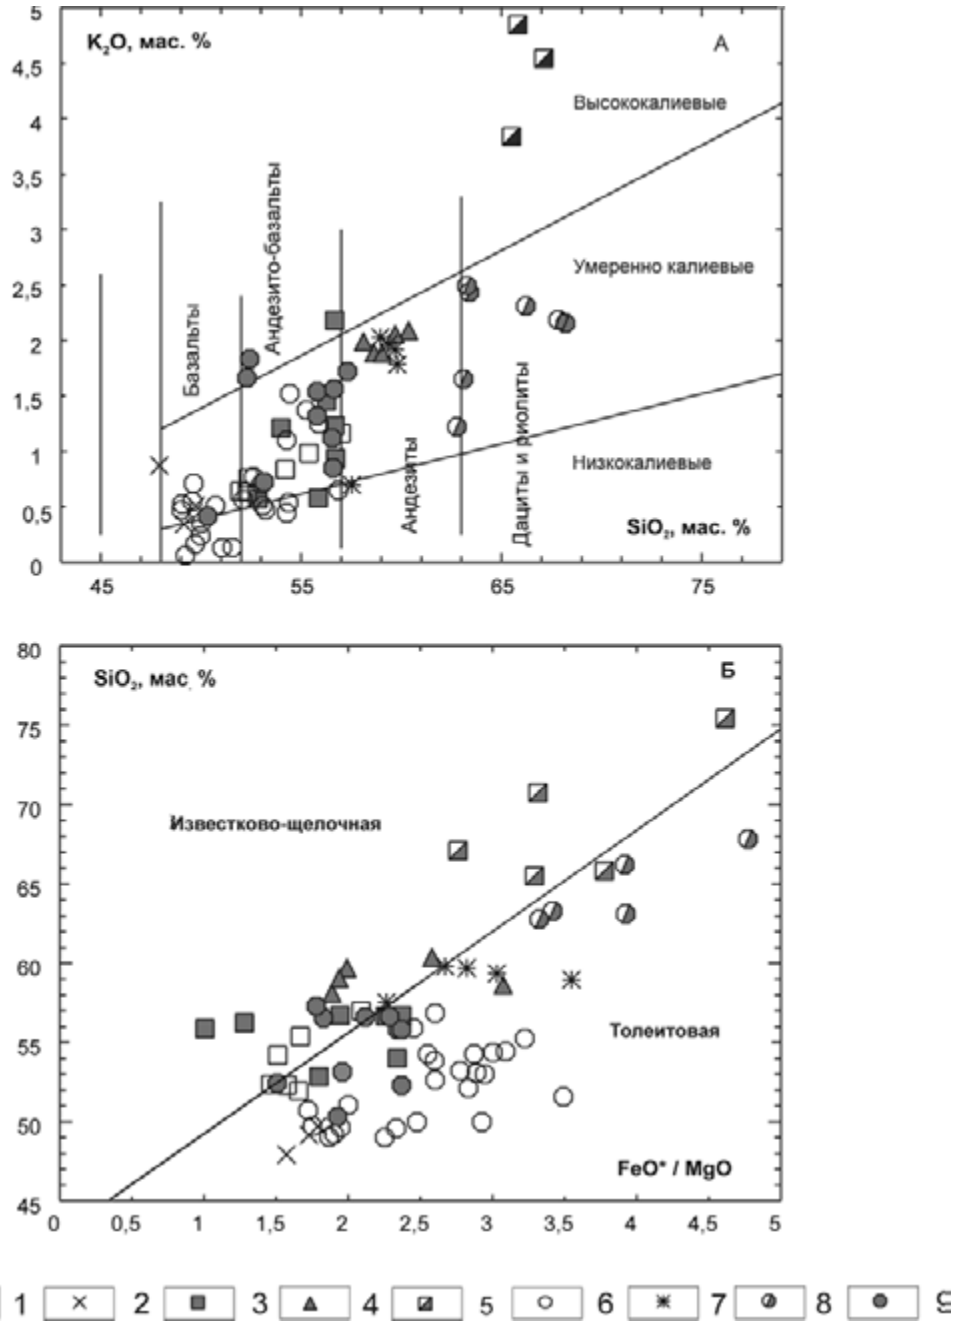 5
K₂O, мас. %
А
4,5
Высококалиевые
4
3,5
3
Андезито-базальты
Умеренно калиевые
2,5
2
Базальты
1,5
1
Андезиты
Дациты и риолиты
Низкокалиевые
0,5
SiO₂, мас. %
0
45 55 65 75
80
SiO₂, мас. %
Б
75
70
Известково-щелочная
65
60
55
Толеитовая
50
FeO* / MgO
45
0 0,5 1 1,5 2 2,5 3 3,5 4 4,5 5
1 2 3 4 5 6 7 8 9